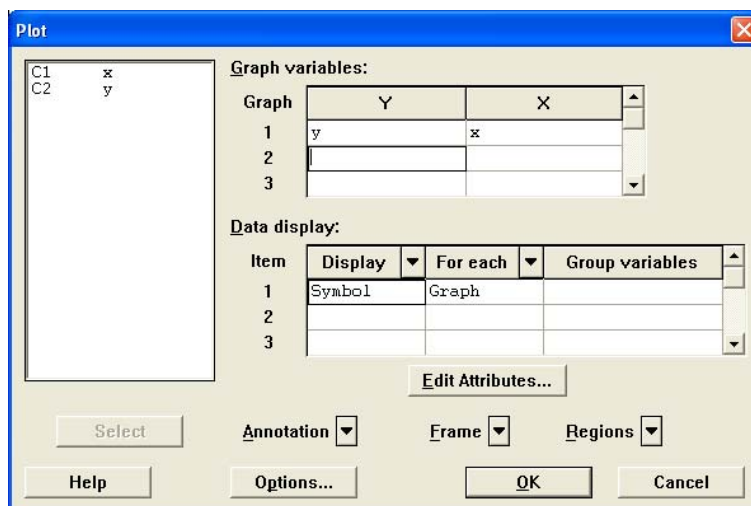 Plot
C1 x
C2 y
Graph variables:
Graph Y X
1 y x
2
3
Data display:
Item Display For each Group variables
1 Symbol Graph
2
3
Edit Attributes...
Select Annotation Frame Regions
Help Options... OK Cancel